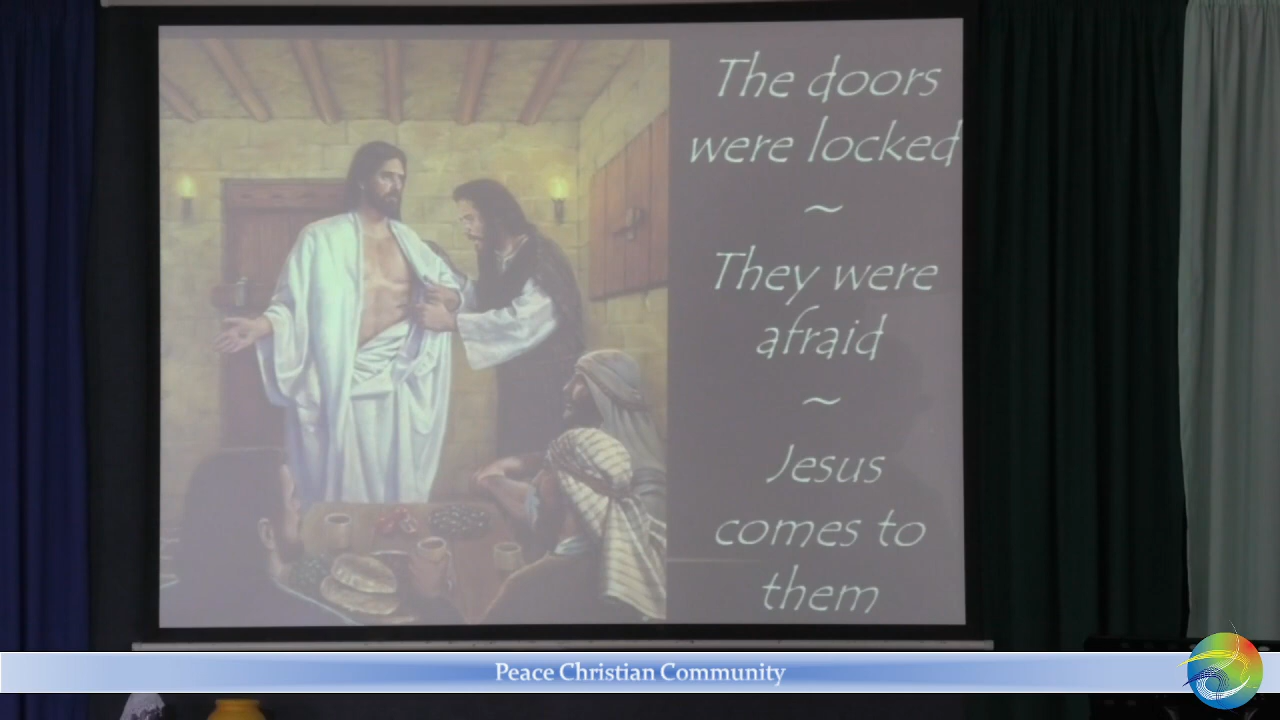 The doors
were locked
~
They were
afraid
~
Jesus
comes to
them
Peace Christian Community